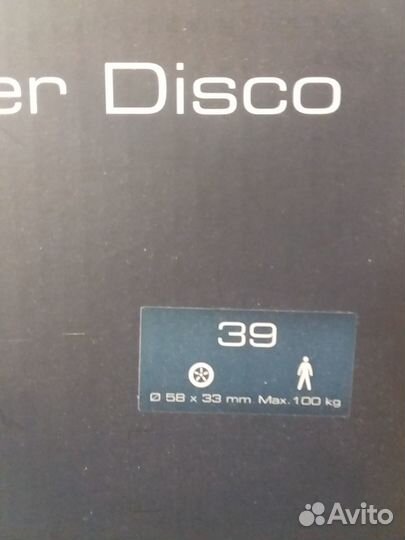 er Disco
39
Ø 58 x 33 mm Max. 100 kg
Avito